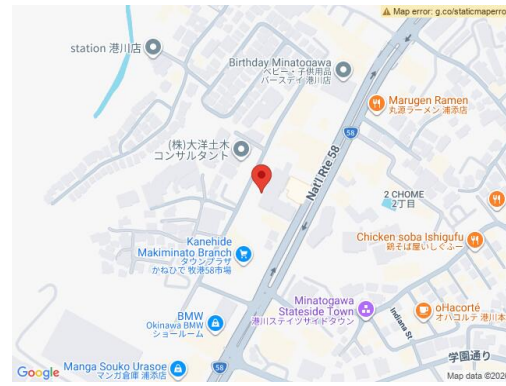 Map error: g.co/staticmaperro
station 港川店
Birthday Minatogawa
ベビー・子供用品
バースデイ 港川店
58
Marugen Ramen
丸源ラーメン 浦添店
(株)大洋土木
コンサルタント
Nat'l Rte 58
2 CHOME
2丁目
Kanehide
Makiminato Branch
タウンプラザ
かねひで 牧港58市場
Chicken soba Ishigufu
鶏そば屋いしぐふー
Minatogawa
Stateside Town
港川ステイツサイドタウン
oHacorté
オハコルテ 港川本
Indiana St
BMW
Okinawa BMW
ショールーム
学園通り
Manga Souko Urasoe
マンガ倉庫 浦添店
58
Google
Map data ©2026